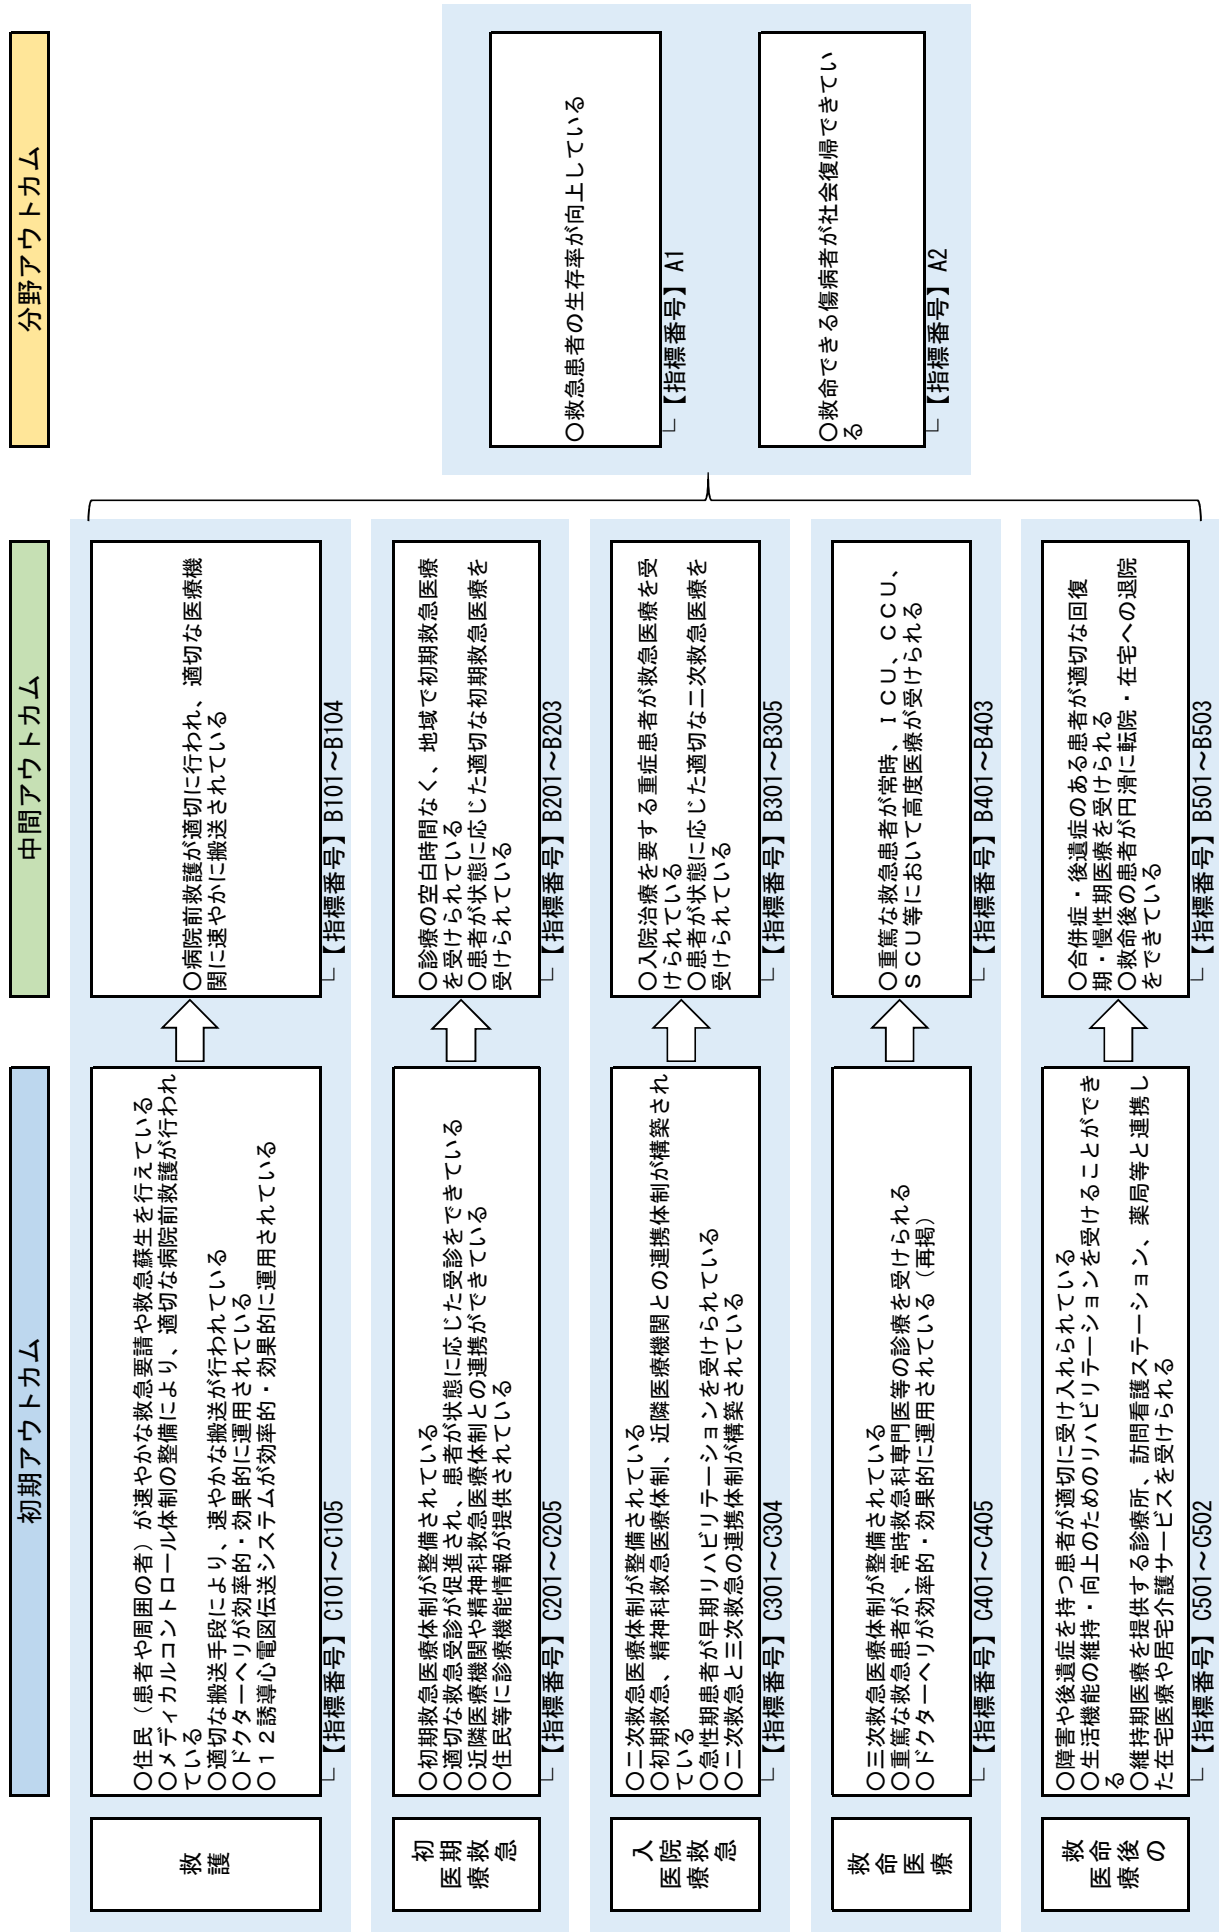 初期アウトカム
中間アウトカム
分野アウトカム
救護
○住民（患者や周囲の者）が速やかな救急要請や救急蘇生を行えている
○メディカルコントロール体制の整備により、適切な病院前救護が行われ
ている
○適切な搬送手段により、速やかな搬送が行われている
○ドクターヘリが効率的・効果的に運用されている
○１２誘導心電図伝送システムが効率的・効果的に運用されている
└【指標番号】C101～C105
○病院前救護が適切に行われ、適切な医療機
関に速やかに搬送されている
└【指標番号】B101～B104
初期救急
医療
○初期救急医療体制が整備されている
○適切な救急受診が促進され、患者が状態に応じた受診をできている
○近隣医療機関や精神科救急医療体制との連携ができている
○住民等に診療機能情報が提供されている
└【指標番号】C201～C205
○診療の空白時間なく、地域で初期救急医療
を受けられている
○患者が状態に応じた適切な初期救急医療を
受けられている
└【指標番号】B201～B203
入院救急
医療
○二次救急医療体制が整備されている
○初期救急、精神科救急医療体制、近隣医療機関との連携体制が構築され
ている
○急性期患者が早期リハビリテーションを受けられている
○二次救急と三次救急の連携体制が構築されている
└【指標番号】C301～C304
○入院治療を要する重症患者が救急医療を受
けられている
○患者が状態に応じた適切な二次救急医療を
受けられている
└【指標番号】B301～B305
救命医療
○三次救急医療体制が整備されている
○重篤な救急患者が、常時救急科専門医等の診療を受けられる
○ドクターヘリが効率的・効果的に運用されている（再掲）
└【指標番号】C401～C405
○重篤な救急患者が常時、ＩＣＵ、ＣＣＵ、
ＳＣＵ等において高度医療が受けられる
└【指標番号】B401～B403
救命後の
医療
○障害や後遺症を持つ患者が適切に受け入れられている
○生活機能の維持・向上のためのリハビリテーションを受けることができ
る
○維持期医療を提供する診療所、訪問看護ステーション、薬局等と連携し
た在宅医療や居宅介護サービスを受けられる
└【指標番号】C501～C502
○合併症・後遺症のある患者が適切な回復
期・慢性期医療を受けられる
○救命後の患者が円滑に転院・在宅への退院
をできている
└【指標番号】B501～B503
○救急患者の生存率が向上している
└【指標番号】A1
○救命できる傷病者が社会復帰できてい
る
└【指標番号】A2